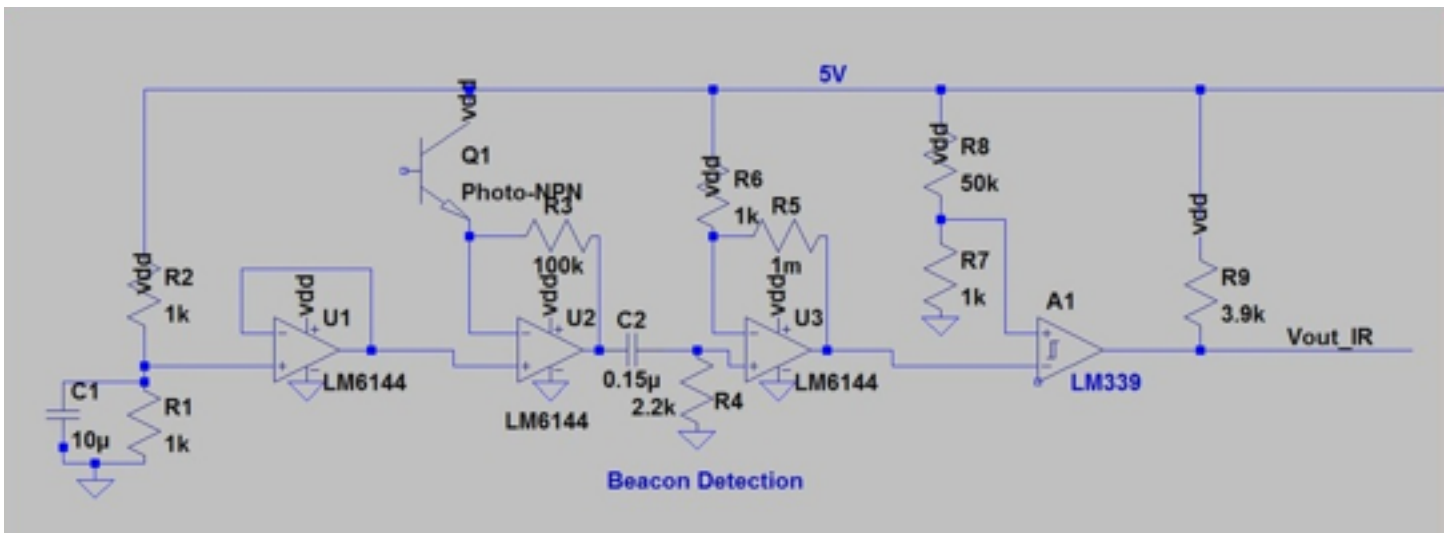 5V
vdd
Q1
Photo-NPN
R3
100k
vdd
R6
1k
R5
1m
vdd
R8
50k
R7
1k
vdd
R9
3.9k
vdd
R2
1k
vdd
U1
LM6144
vdd
U2
LM6144
C2
0.15µ
2.2k
R4
vdd
U3
LM6144
A1
LM339
Vout_IR
C1
10µ
R1
1k
Beacon Detection